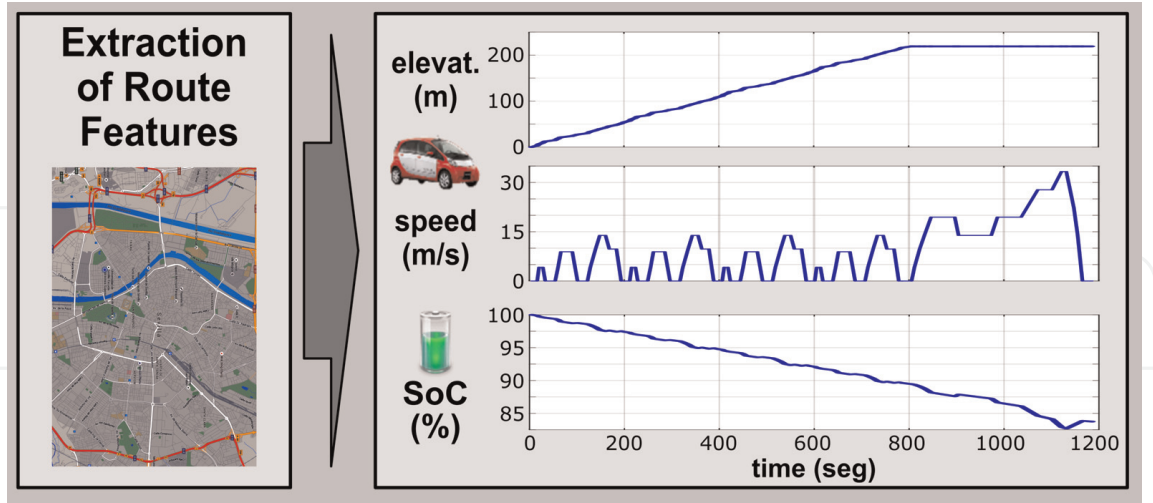 Extraction
of Route
Features
elevat.
(m)
200
100
0
speed
(m/s)
30
15
0
SoC
(%)
100
95
90
85
0
200
400
600
800
1000
1200
time (seg)